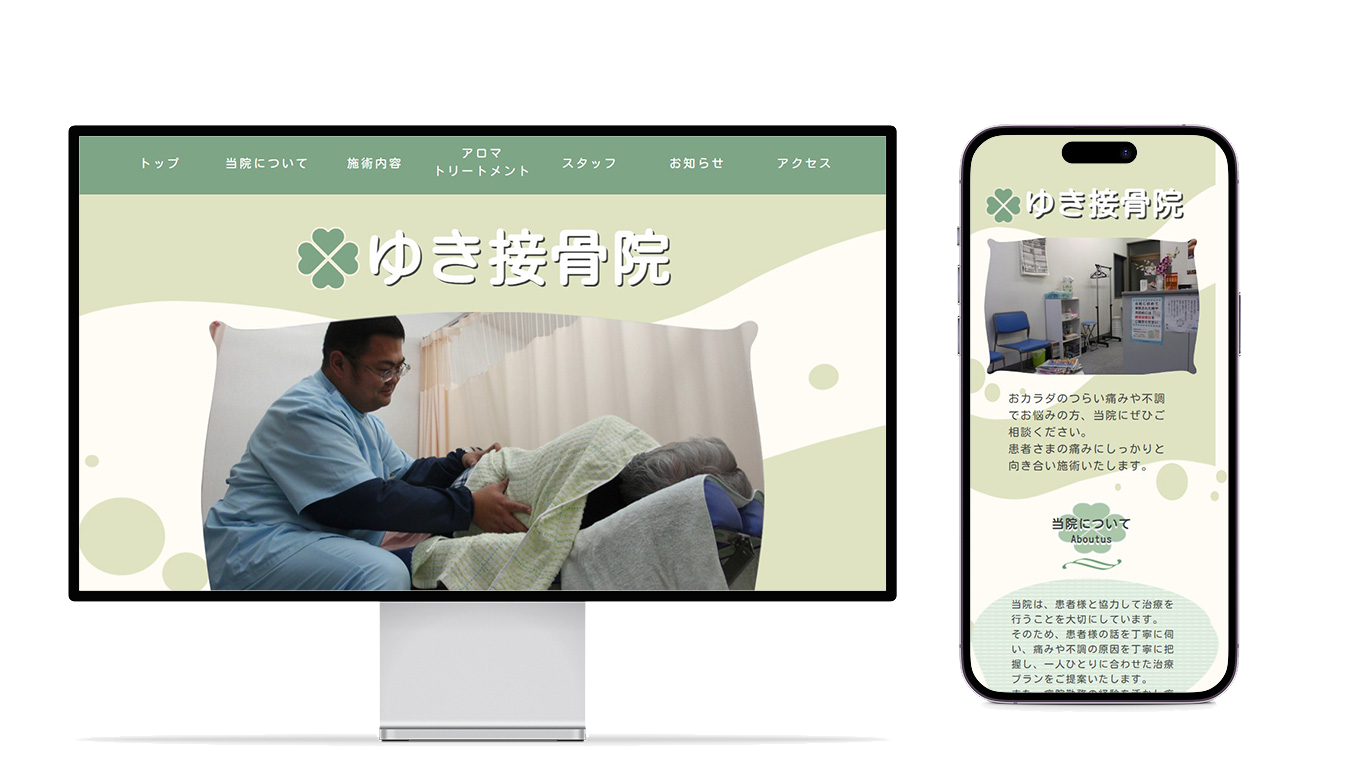 トップ
当院について
施術内容
アロマ
トリートメント
スタッフ
お知らせ
アクセス
ゆき接骨院
ゆき接骨院
おカラダのつらい痛みや不調
でお悩みの方、当院にぜひご
相談ください。
患者さまの痛みにしっかりと
向き合い施術いたします。
当院について
Aboutus
当院は、患者様と協力して治療を
行うことを大切にしています。
そのため、患者様の話を丁寧に伺
い、痛みや不調の原因を丁寧に把
握し、一人ひとりに合わせた治療
プランをご提案いたします。